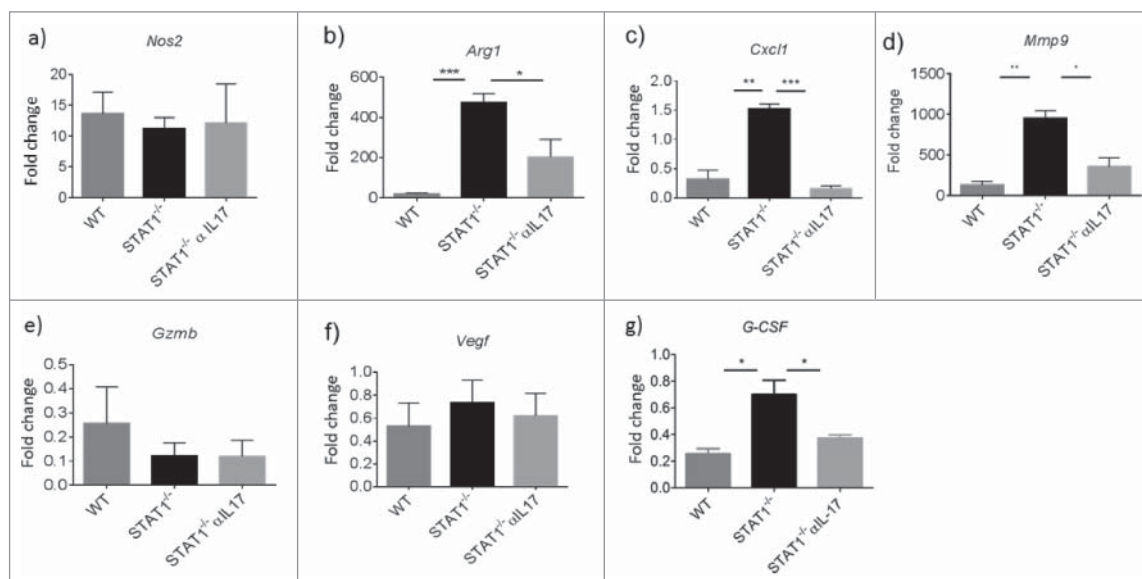 a)
Nos2
Fold change
20
15
10
5
0
WT
STAT1-/-
STAT1-/- α IL17
b)
Arg1
*** *
Fold change
600
400
200
0
WT
STAT1-/-
STAT1-/- αIL17
c)
Cxcl1
** ***
Fold change
2.0
1.5
1.0
0.5
0.0
WT
STAT1-/-
STAT1-/- αIL17
d)
Mmp9
** *
Fold change
1500
1000
500
0
WT
STAT1-/-
STAT1-/- αIL17
e)
Gzmb
Fold change
0.5
0.4
0.3
0.2
0.1
0.0
WT
STAT1-/-
STAT1-/- αIL17
f)
Vegf
Fold change
1.0
0.8
0.6
0.4
0.2
0.0
WT
STAT1-/-
STAT1-/- αIL17
g)
G-CSF
* *
Fold change
1.0
0.8
0.6
0.4
0.2
0.0
WT
STAT1-/-
STAT1-/- αIL-17